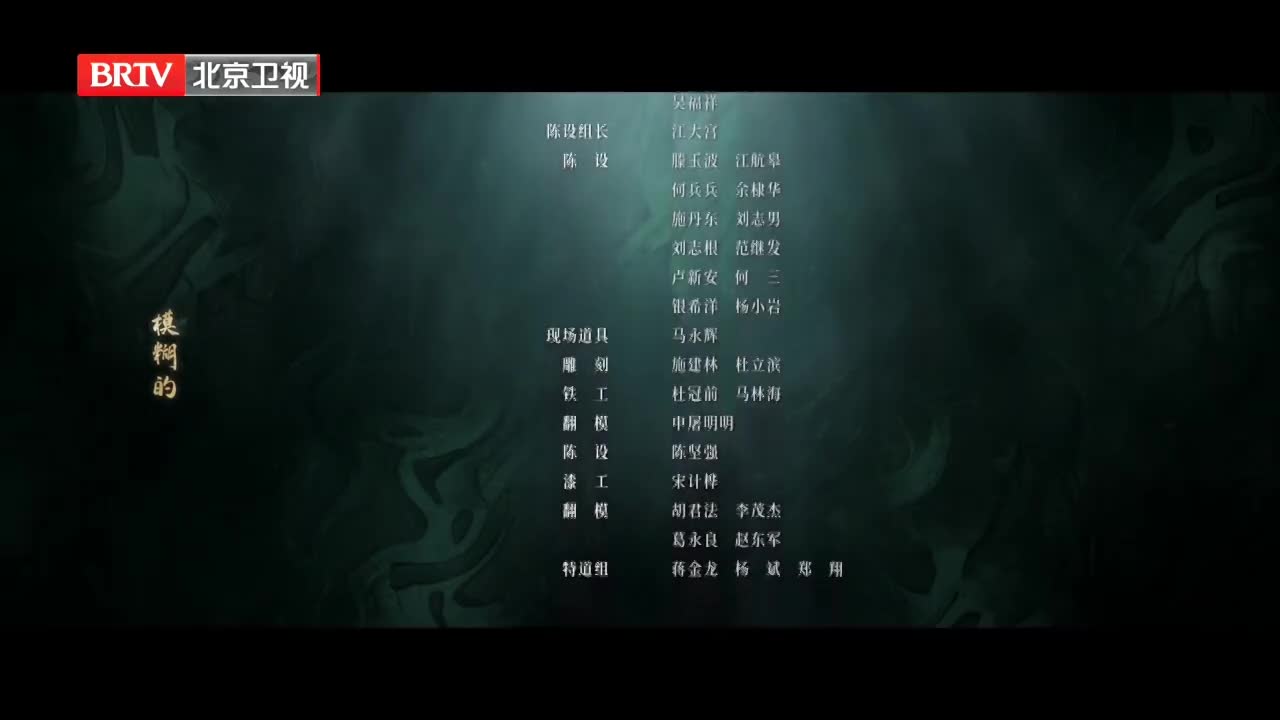 BRTV 北京卫视
吴福祥
陈设组长 江大宫
陈 设 滕玉波 江航皋
何兵兵 余棣华
施丹东 刘志男
刘志根 范继发
卢新安 何 三
银希洋 杨小岩
现场道具 马永辉
雕 刻 施建林 杜立滨
铁 工 杜冠前 马林海
翻 模 申屠明明
陈 设 陈坚强
漆 工 宋计桦
翻 模 胡君法 李茂杰
葛永良 赵东军
特道组 蒋金龙 杨 斌 郑 翔
模糊的